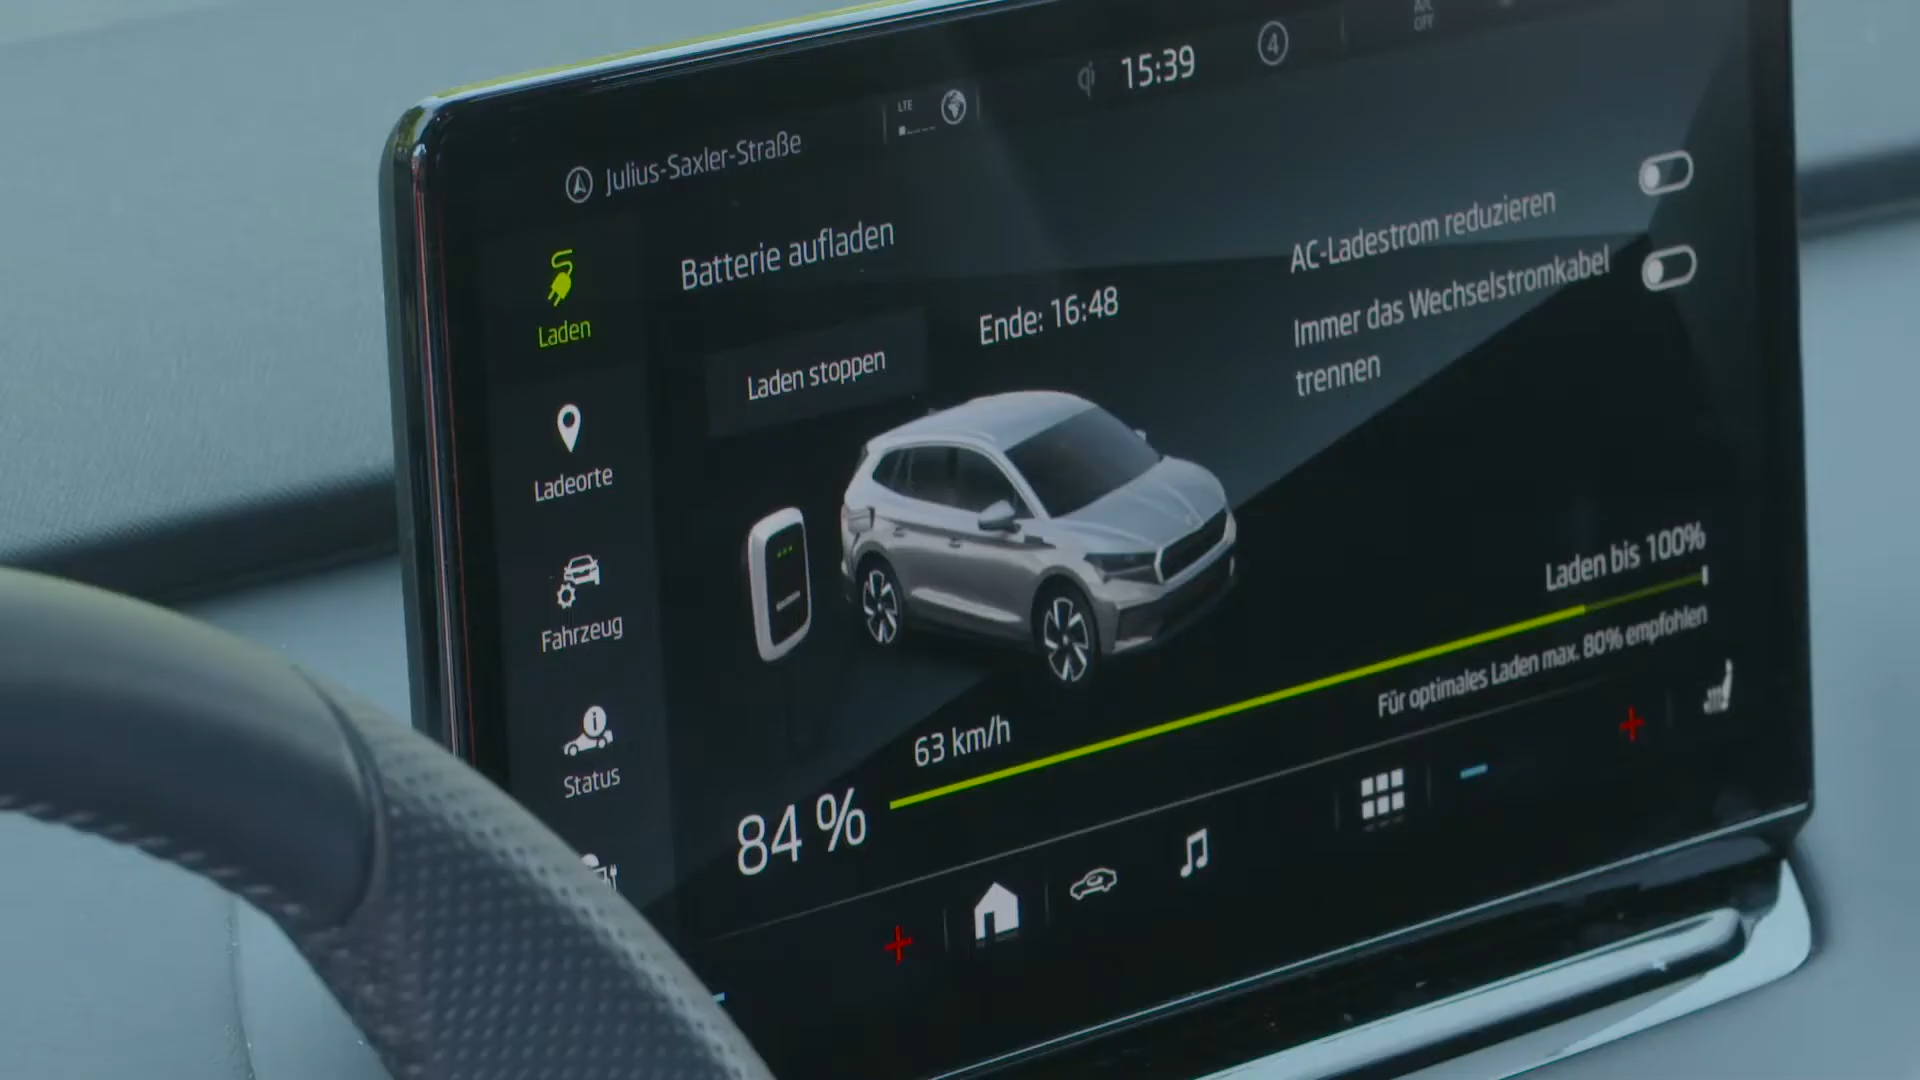 15:39
4
A/C
OFF
LTE
Julius-Saxler-Straße
Batterie aufladen
AC-Ladestrom reduzieren
Immer das Wechselstromkabel
trennen
Ende: 16:48
Laden stoppen
Laden
Ladeorte
Fahrzeug
Status
Laden bis 100%
Für optimales Laden max. 80% empfohlen
63 km/h
84 %